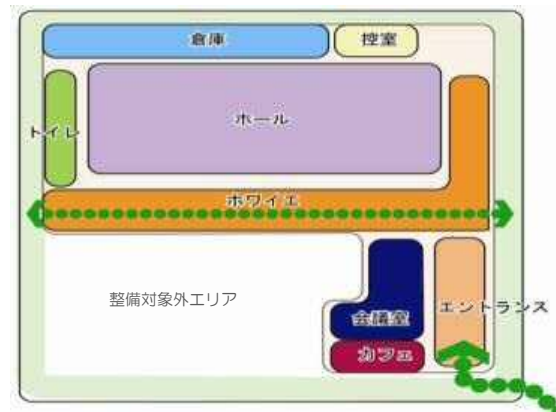 倉庫
控室
トイレ
ホール
ホワイエ
整備対象外エリア
会議室
エントランス
カフェ